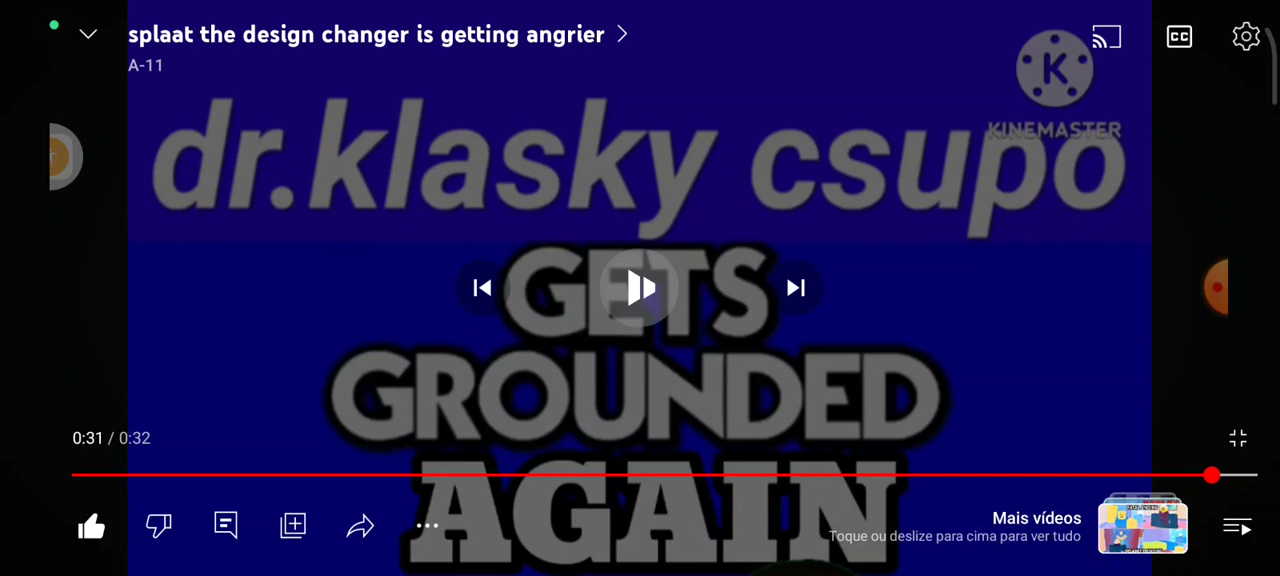 splaat the design changer is getting angrier
A-11
K
KINEMASTER
dr.klasky csupo
GETS
GROUNDED
AGAIN
0:31 / 0:32
CC
Mais vídeos
Toque ou deslize para cima para ver tudo